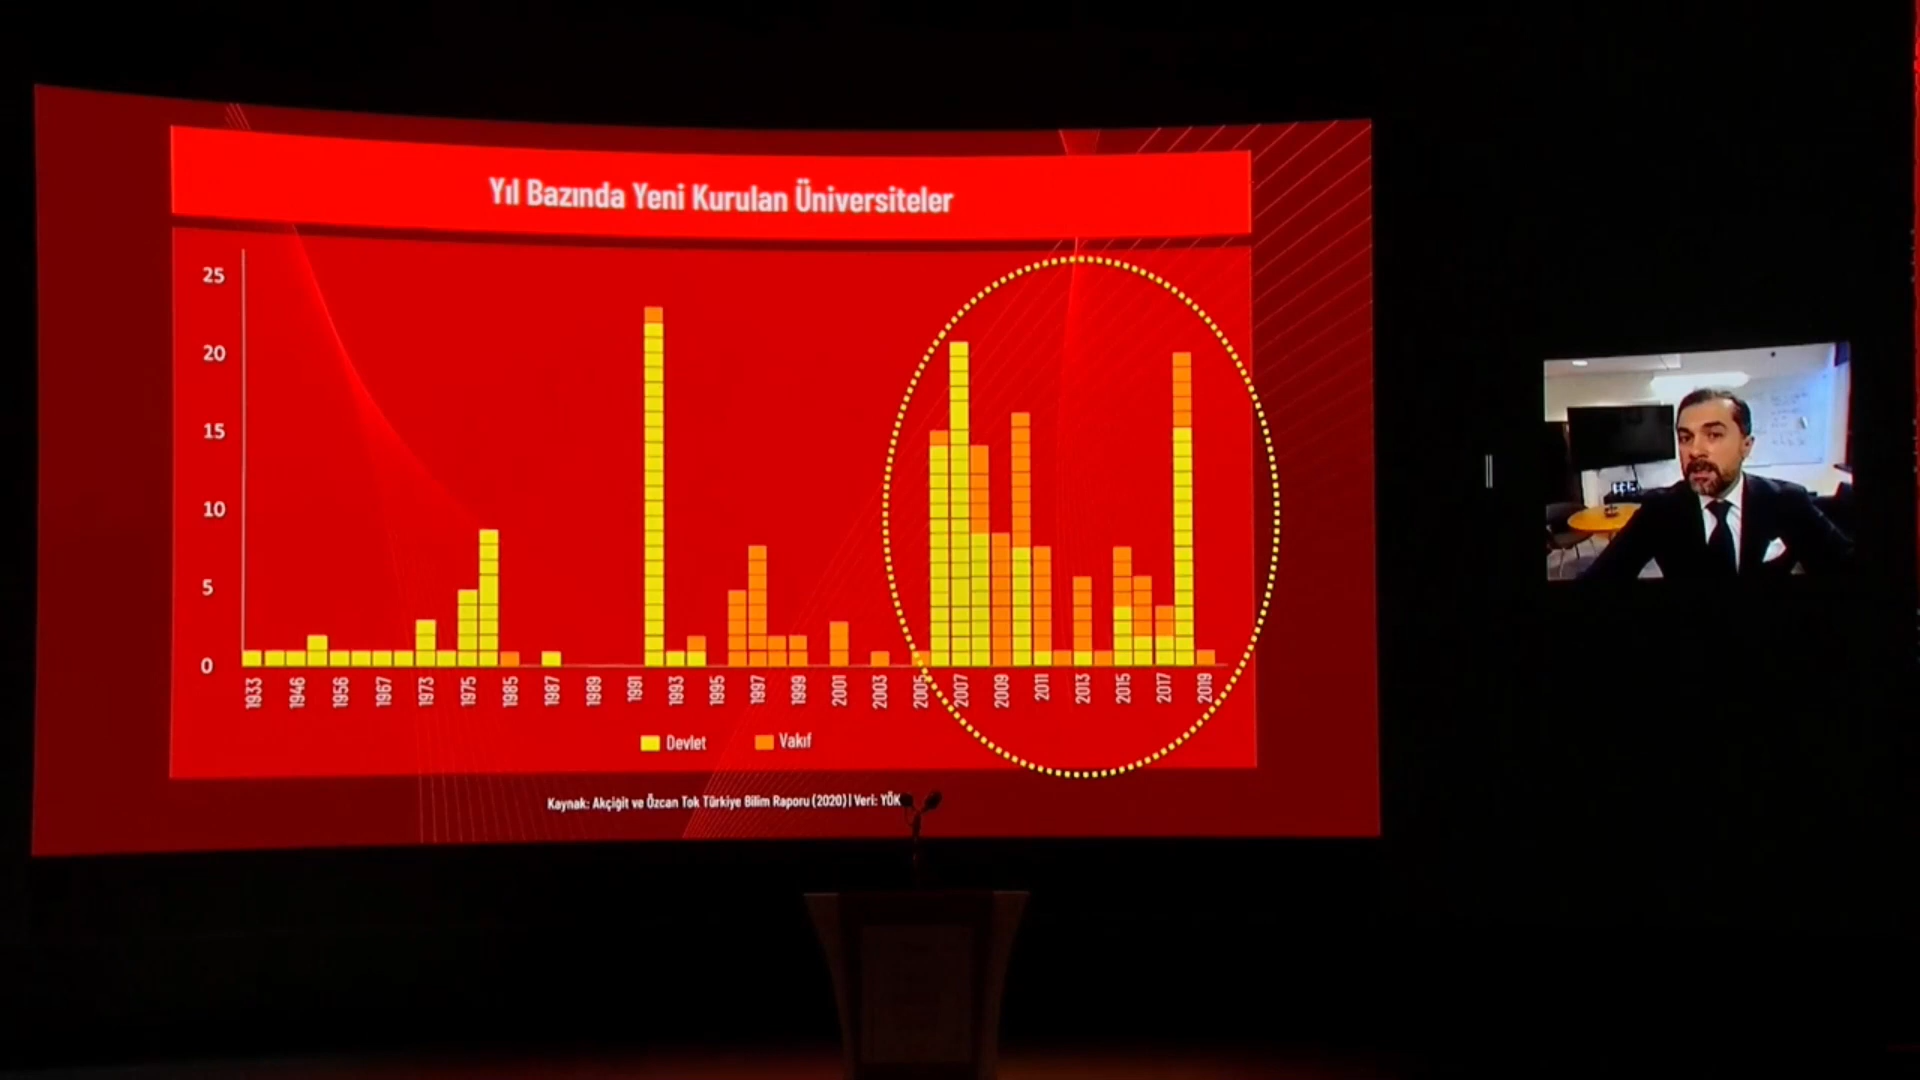 Yıl Bazında Yeni Kurulan Üniversiteler
25
20
15
10
5
0
1933 1946 1956 1967 1973 1975 1985 1987 1989 1991 1993 1995 1997 1999 2001 2003 2005 2007 2009 2011 2013 2015 2017 2019
Devlet Vakıf
Kaynak: Akçiğit ve Özcan Tok Türkiye Bilim Raporu (2020) | Veri: YÖK